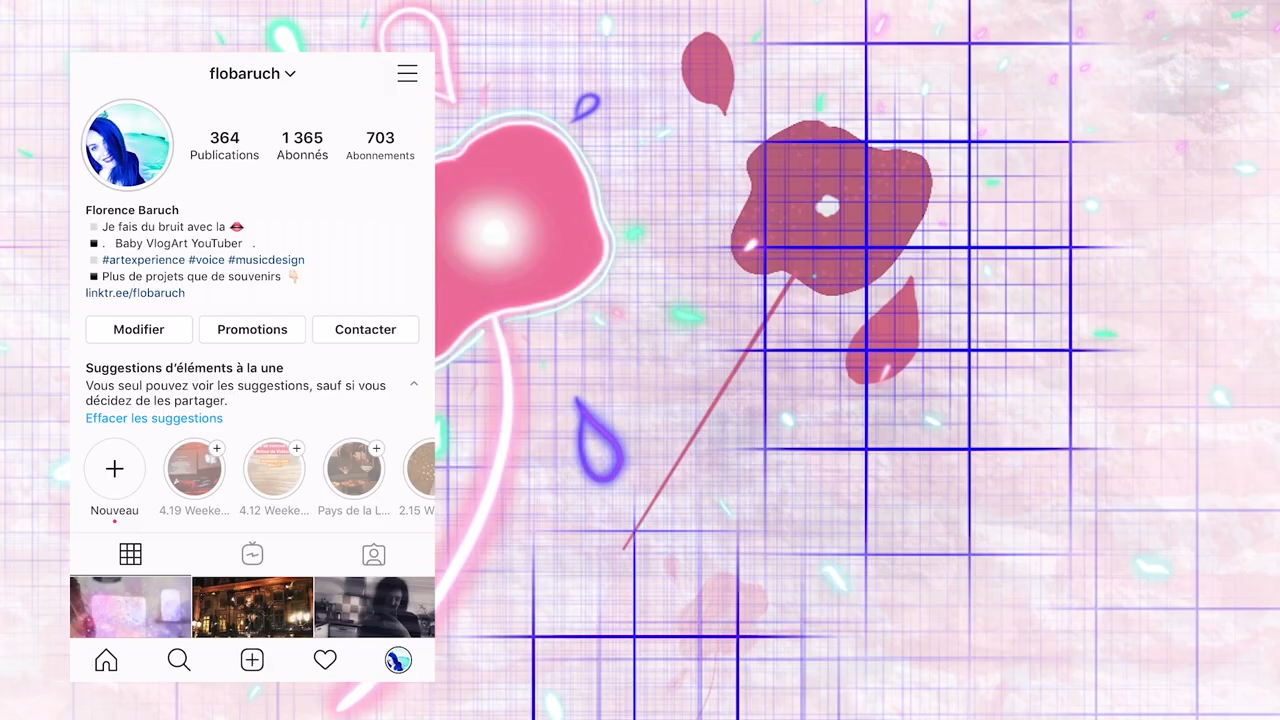 flobaruch
364 1 365 703
Publications Abonnés Abonnements
Florence Baruch
Je fais du bruit avec la
. Baby VlogArt YouTuber .
#artexperience #voice #musicdesign
Plus de projets que de souvenirs
linktr.ee/flobaruch
Modifier Promotions Contacter
Suggestions d'éléments à la une
Vous seul pouvez voir les suggestions, sauf si vous
décidez de les partager.
Effacer les suggestions
Nouveau 4.19 Weeke... 4.12 Weeke... Pays de la L... 2.15 W